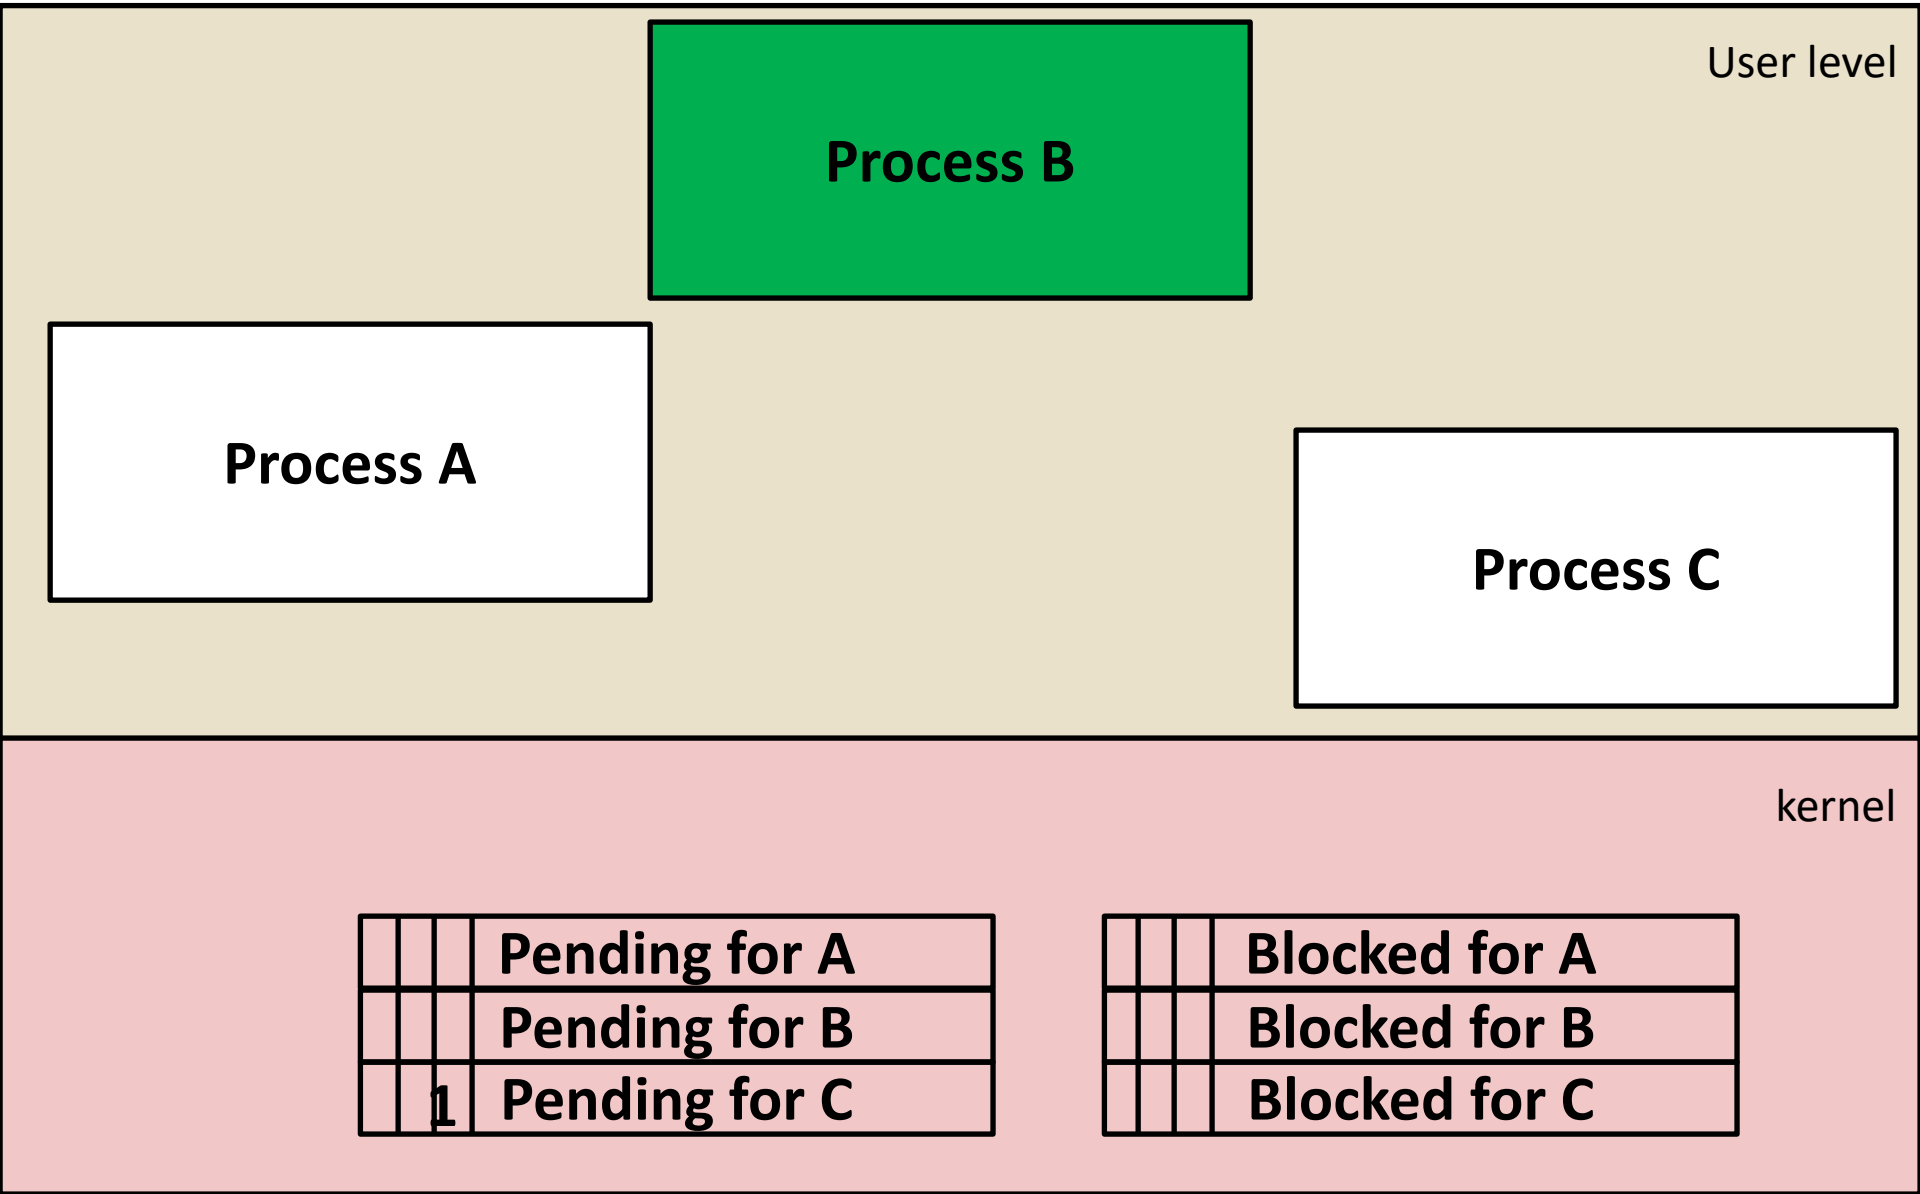 User level
Process B
Process A
Process C
kernel
Pending for A
Blocked for A
Pending for B
Blocked for B
1 Pending for C
Blocked for C